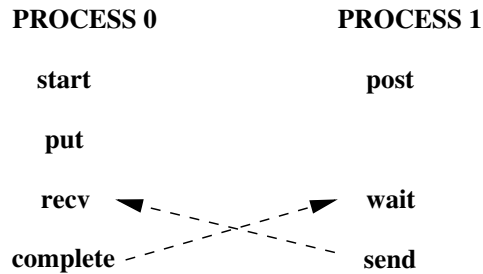 PROCESS 0 PROCESS 1
start post
put
recv wait
complete send